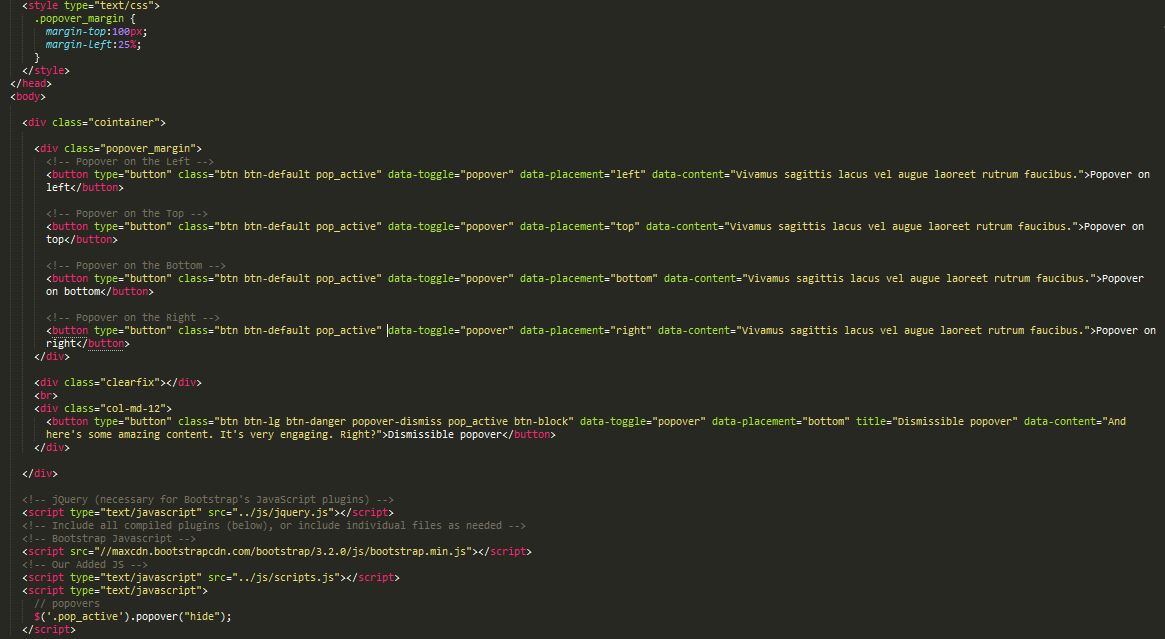 <style type="text/css">
.popover_margin {
margin-top:100px;
margin-left:25%;
}
</style>
</head>
<body>
<div class="cointainer">
<div class="popover_margin">
<!-- Popover on the Left -->
<button type="button" class="btn btn-default pop_active" data-toggle="popover" data-placement="left" data-content="Vivamus sagittis lacus vel augue laoreet rutrum faucibus.">Popover on
left</button>
<!-- Popover on the Top -->
<button type="button" class="btn btn-default pop_active" data-toggle="popover" data-placement="top" data-content="Vivamus sagittis lacus vel augue laoreet rutrum faucibus.">Popover on
top</button>
<!-- Popover on the Bottom -->
<button type="button" class="btn btn-default pop_active" data-toggle="popover" data-placement="bottom" data-content="Vivamus sagittis lacus vel augue laoreet rutrum faucibus.">Popover
on bottom</button>
<!-- Popover on the Right -->
<button type="button" class="btn btn-default pop_active" data-toggle="popover" data-placement="right" data-content="Vivamus sagittis lacus vel augue laoreet rutrum faucibus.">Popover on
right</button>
</div>
<div class="clearfix"></div>
<br>
<div class="col-md-12">
<button type="button" class="btn btn-lg btn-danger popover-dismiss pop_active btn-block" data-toggle="popover" data-placement="bottom" title="Dismissible popover" data-content="And
here's some amazing content. It's very engaging. Right?">Dismissible popover</button>
</div>
</div>
<!-- jQuery (necessary for Bootstrap's JavaScript plugins) -->
<script type="text/javascript" src="../js/jquery.js"></script>
<!-- Include all compiled plugins (below), or include individual files as needed -->
<!-- Bootstrap Javascript -->
<script src="//maxcdn.bootstrapcdn.com/bootstrap/3.2.0/js/bootstrap.min.js"></script>
<!-- Our Added JS -->
<script type="text/javascript" src="../js/scripts.js"></script>
<script type="text/javascript">
// popovers
$('.pop_active').popover("hide");
</script>